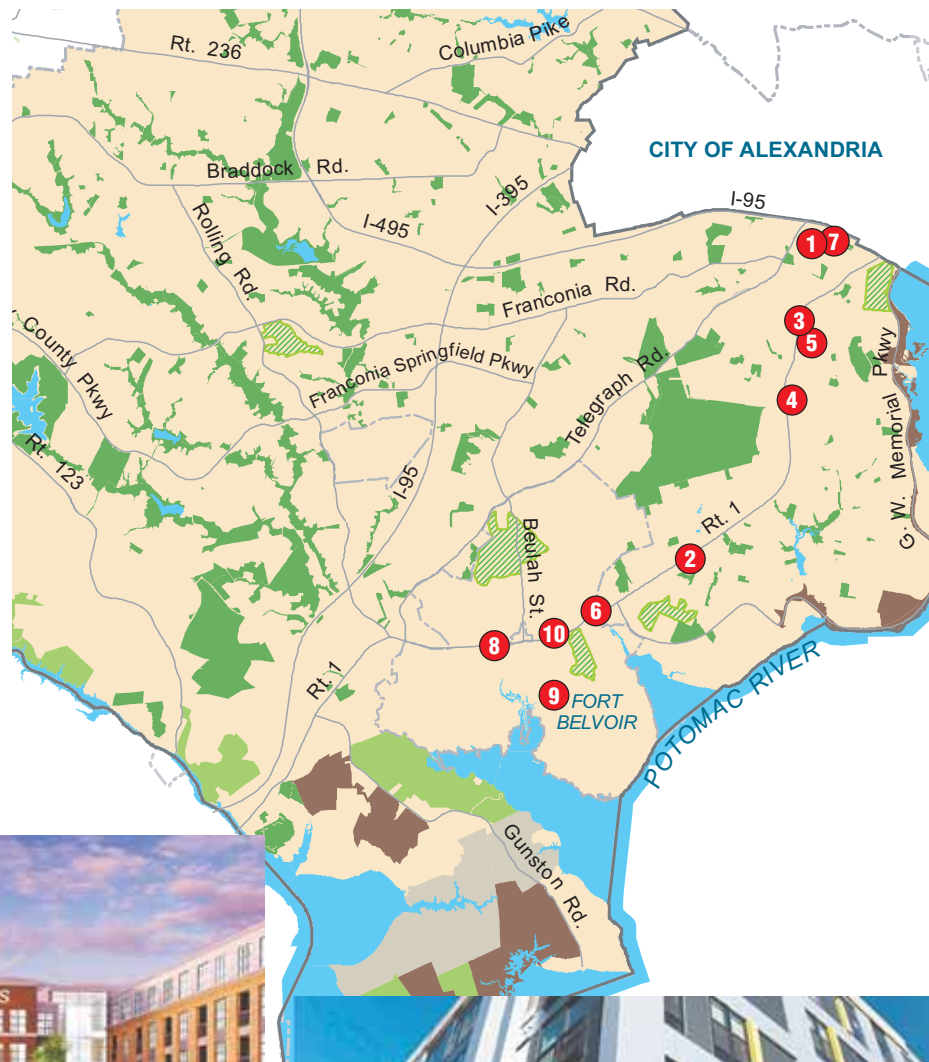 Rt. 236
Columbia Pike
CITY OF ALEXANDRIA
Braddock Rd.
I-395
I-95
Rolling Rd.
I-495
1
7
Franconia Rd.
3
5
County Pkwy
Franconia Springfield Pkwy
Telegraph Rd.
G. W. Memorial Pkwy
4
Rt. 123
I-95
Rt. 1
Beulah St.
2
6
10
8
Rt. 1
9
FORT
BELVOIR
POTOMAC RIVER
Gunston Rd.
S